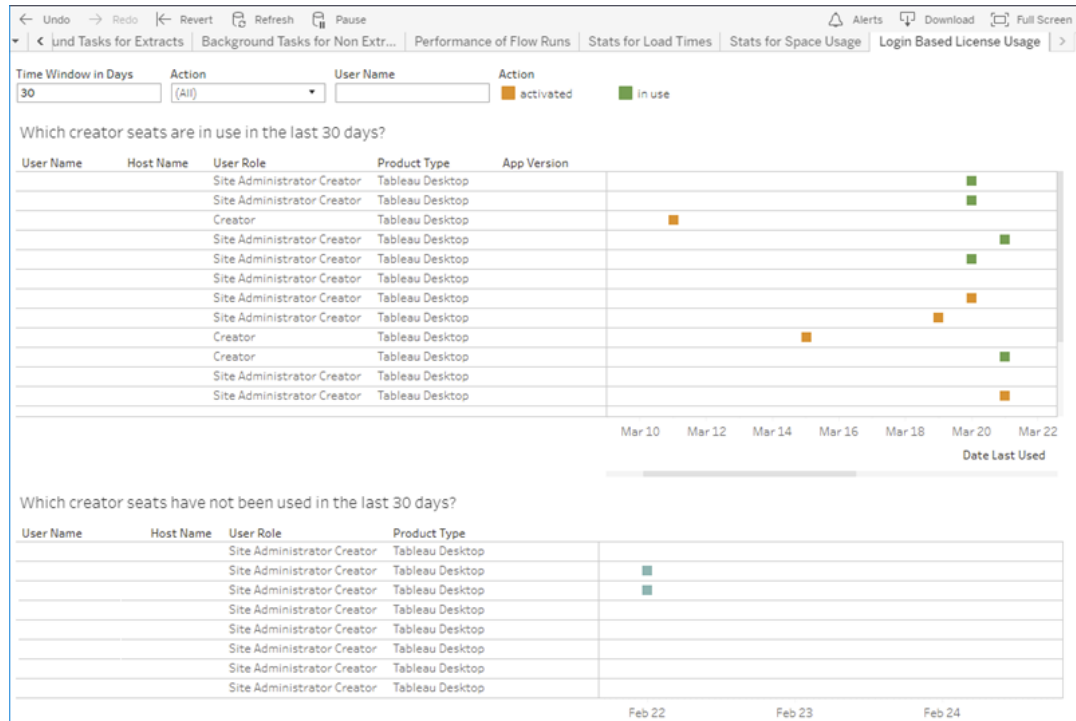 ← Undo → Redo Revert Refresh Pause Alerts Download Full Screen
und Tasks for Extracts Background Tasks for Non Extr... Performance of Flow Runs Stats for Load Times Stats for Space Usage Login Based License Usage
Time Window in Days Action User Name Action
30 (All) activated in use
Which creator seats are in use in the last 30 days?
User Name Host Name User Role Product Type App Version
Site Administrator Creator Tableau Desktop
Site Administrator Creator Tableau Desktop
Creator Tableau Desktop
Site Administrator Creator Tableau Desktop
Site Administrator Creator Tableau Desktop
Site Administrator Creator Tableau Desktop
Site Administrator Creator Tableau Desktop
Site Administrator Creator Tableau Desktop
Creator Tableau Desktop
Creator Tableau Desktop
Site Administrator Creator Tableau Desktop
Site Administrator Creator Tableau Desktop
Mar 10 Mar 12 Mar 14 Mar 16 Mar 18 Mar 20 Mar 22
Date Last Used
Which creator seats have not been used in the last 30 days?
User Name Host Name User Role Product Type
Site Administrator Creator Tableau Desktop
Site Administrator Creator Tableau Desktop
Site Administrator Creator Tableau Desktop
Site Administrator Creator Tableau Desktop
Site Administrator Creator Tableau Desktop
Site Administrator Creator Tableau Desktop
Site Administrator Creator Tableau Desktop
Site Administrator Creator Tableau Desktop
Feb 22 Feb 23 Feb 24